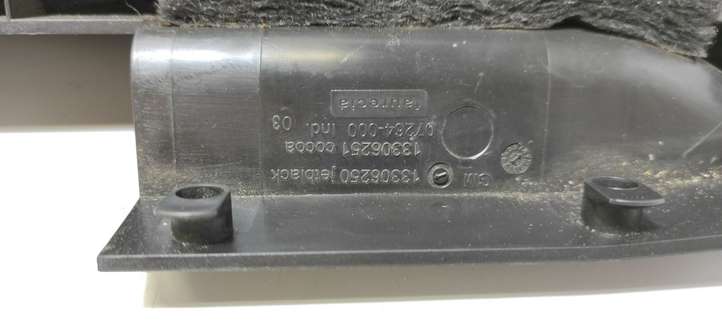 GM 13306250 jetblack
13306251 cocoa
07264-000 Ind. 03
faurecia